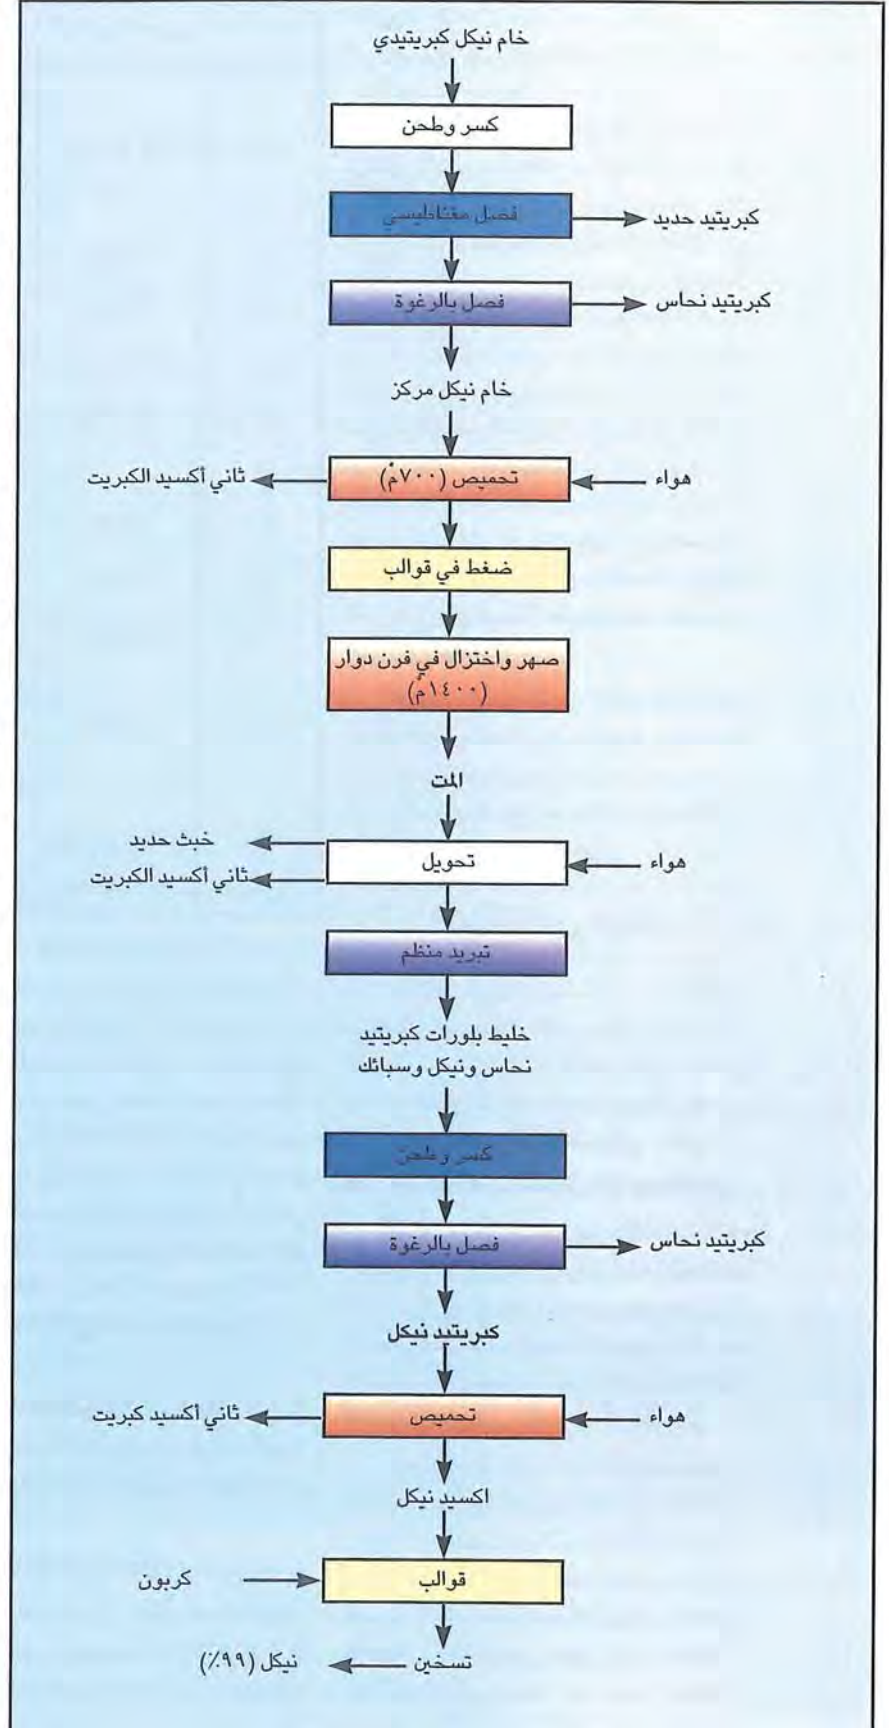 خام نيكل كبريتيدي
كسر وطحن
فصل مغناطيسي
كبريتيد حديد
فصل بالرغوة
كبريتيد نحاس
خام نيكل مركز
هواء
تحميص (٧٠٠مْ)
ثاني أكسيد الكبريت
ضغط في قوالب
صهر واختزال في فرن دوار
(١٤٠٠مْ)
المت
هواء
تحويل
خبث حديد
ثاني أكسيد الكبريت
تبريد منظم
خليط بلورات كبريتيد
نحاس ونيكل وسبائك
كسر وطحن
فصل بالرغوة
كبريتيد نحاس
كبريتيد نيكل
هواء
تحميص
ثاني أكسيد كبريت
اكسيد نيكل
قوالب
كربون
تسخين
نيكل (٩٩٪)